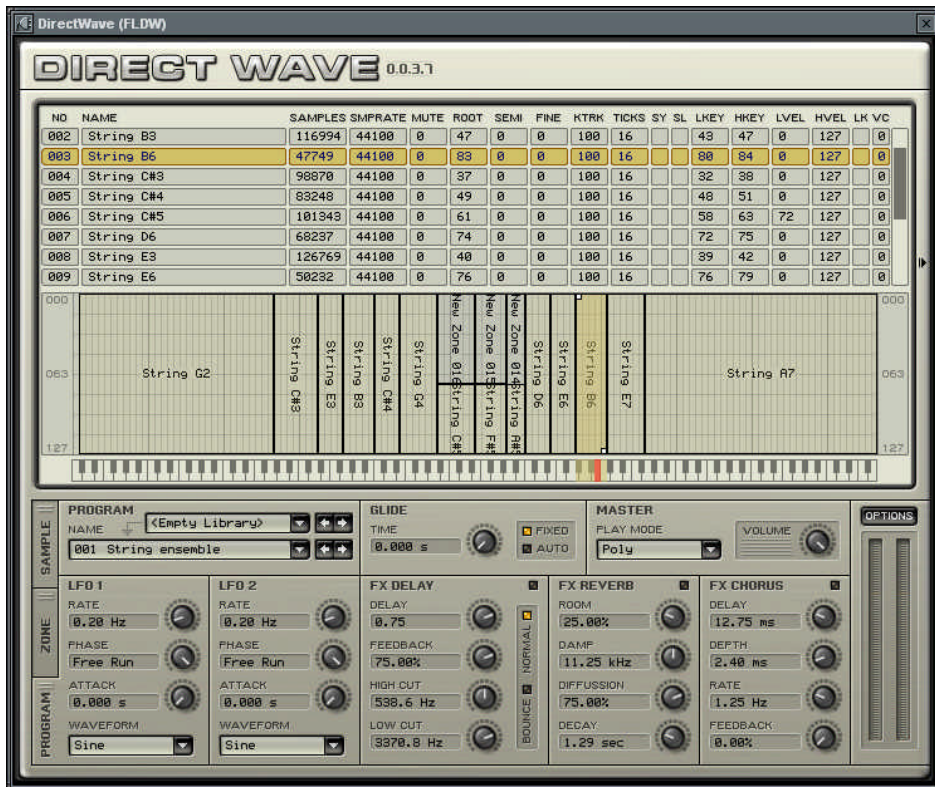 DirectWave (FLDW)
DIRECT WAVE 0.0.3.7
NO NAME SAMPLES SMPRATE MUTE ROOT SEMI FINE KTRK TICKS SY SL LKEY HKEY LVEL HVEL LK VC
002 String B3 116994 44100 0 47 0 0 100 16 43 47 0 127 0
003 String B6 47749 44100 0 83 0 0 100 16 80 84 0 127 0
004 String C#3 98870 44100 0 37 0 0 100 16 32 38 0 127 0
005 String C#4 83248 44100 0 49 0 0 100 16 48 51 0 127 0
006 String C#5 101343 44100 0 61 0 0 100 16 58 63 72 127 0
007 String D6 68237 44100 0 74 0 0 100 16 72 75 0 127 0
008 String E3 126769 44100 0 40 0 0 100 16 39 42 0 127 0
009 String E6 50232 44100 0 76 0 0 100 16 76 79 0 127 0
000 000
063 063
127 127
String G2
String C#3
String E3
String B3
String C#4
String G4
New Zone 016
String C#5
New Zone 015
String F#
New Zone 014
String A#
String D6
String E6
String B6
String E7
String A7
SAMPLE
ZONE
PROGRAM
PROGRAM
NAME <Empty Library>
001 String ensemble
GLIDE
TIME
0.000 s
FIXED
AUTO
MASTER
PLAY MODE
Poly
VOLUME
OPTIONS
LFO 1
RATE
0.20 Hz
PHASE
Free Run
ATTACK
0.000 s
WAVEFORM
Sine
LFO 2
RATE
0.20 Hz
PHASE
Free Run
ATTACK
0.000 s
WAVEFORM
Sine
FX DELAY
DELAY
0.75
FEEDBACK
75.00%
HIGH CUT
538.6 Hz
LOW CUT
3370.8 Hz
NORMAL
BOUNCE
FX REVERB
ROOM
25.00%
DAMP
11.25 kHz
DIFFUSSION
75.00%
DECAY
1.29 sec
FX CHORUS
DELAY
12.75 ms
DEPTH
2.40 ms
RATE
1.25 Hz
FEEDBACK
0.00%